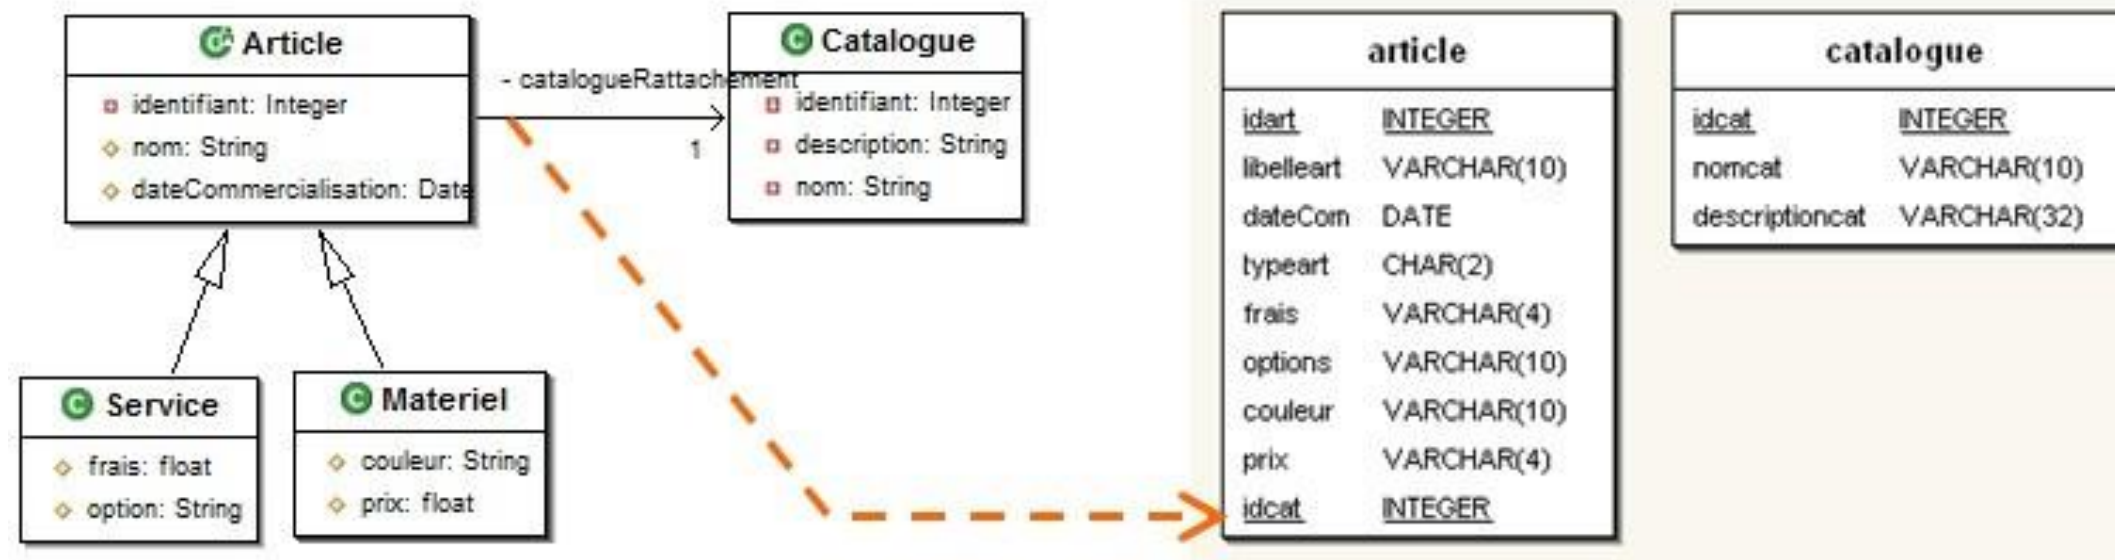 Article
identifiant: Integer
nom: String
dateCommercialisation: Date
- catalogueRattachement
1
Catalogue
identifiant: Integer
description: String
nom: String
Service
frais: float
option: String
Materiel
couleur: String
prix: float
article
idart INTEGER
libelleart VARCHAR(10)
dateCom DATE
typeart CHAR(2)
frais VARCHAR(4)
options VARCHAR(10)
couleur VARCHAR(10)
prix VARCHAR(4)
idcat INTEGER
catalogue
idcat INTEGER
nomcat VARCHAR(10)
descriptioncat VARCHAR(32)